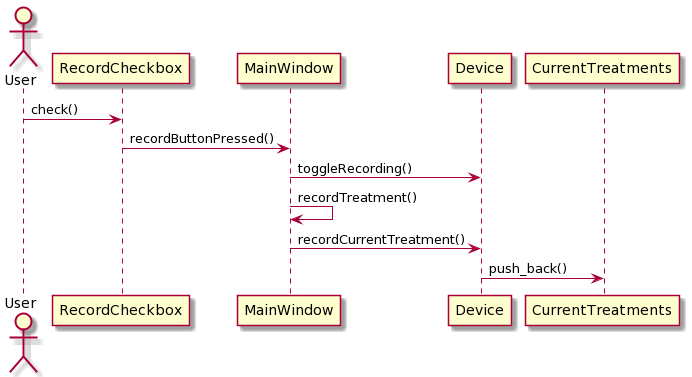 User
RecordCheckbox
MainWindow
Device
CurrentTreatments
check()
recordButtonPressed()
toggleRecording()
recordTreatment()
recordCurrentTreatment()
push_back()
User
RecordCheckbox
MainWindow
Device
CurrentTreatments